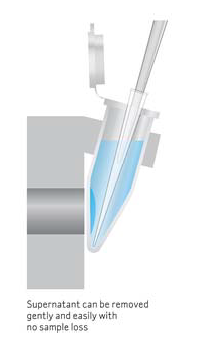 Supernatant can be removed
gently and easily with
no sample loss